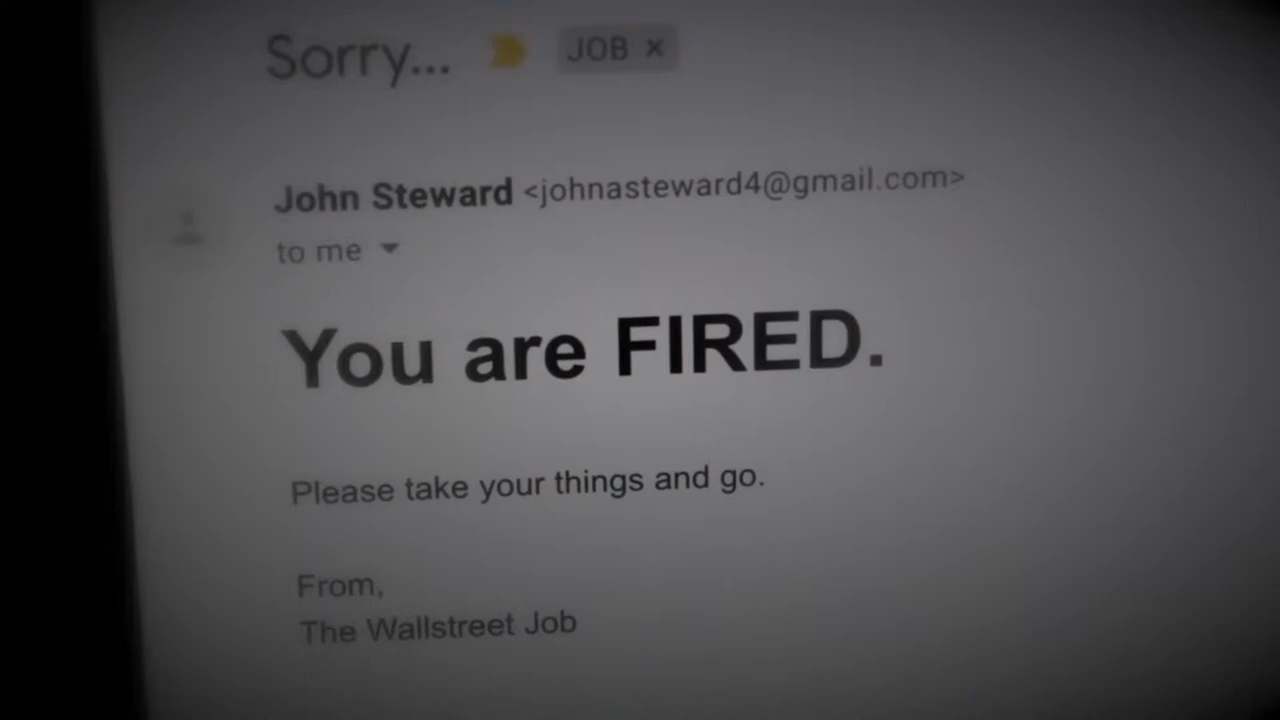 Sorry...
JOB ×
John Steward <johnasteward4@gmail.com>
to me
You are FIRED.
Please take your things and go.
From,
The Wallstreet Job